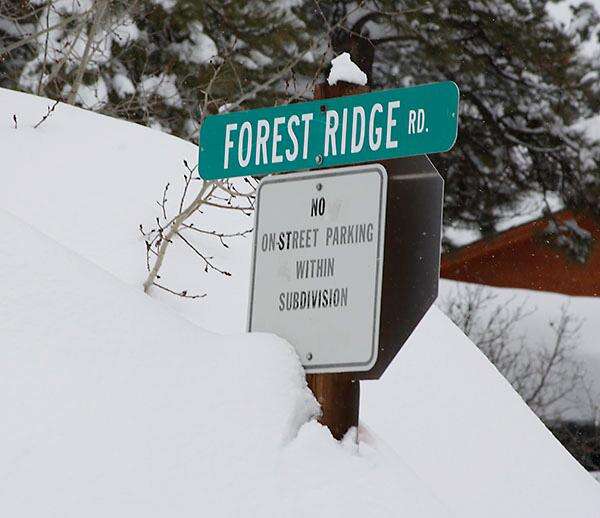 FOREST RIDGE RD.
NO
ON-STREET PARKING
WITHIN
SUBDIVISION